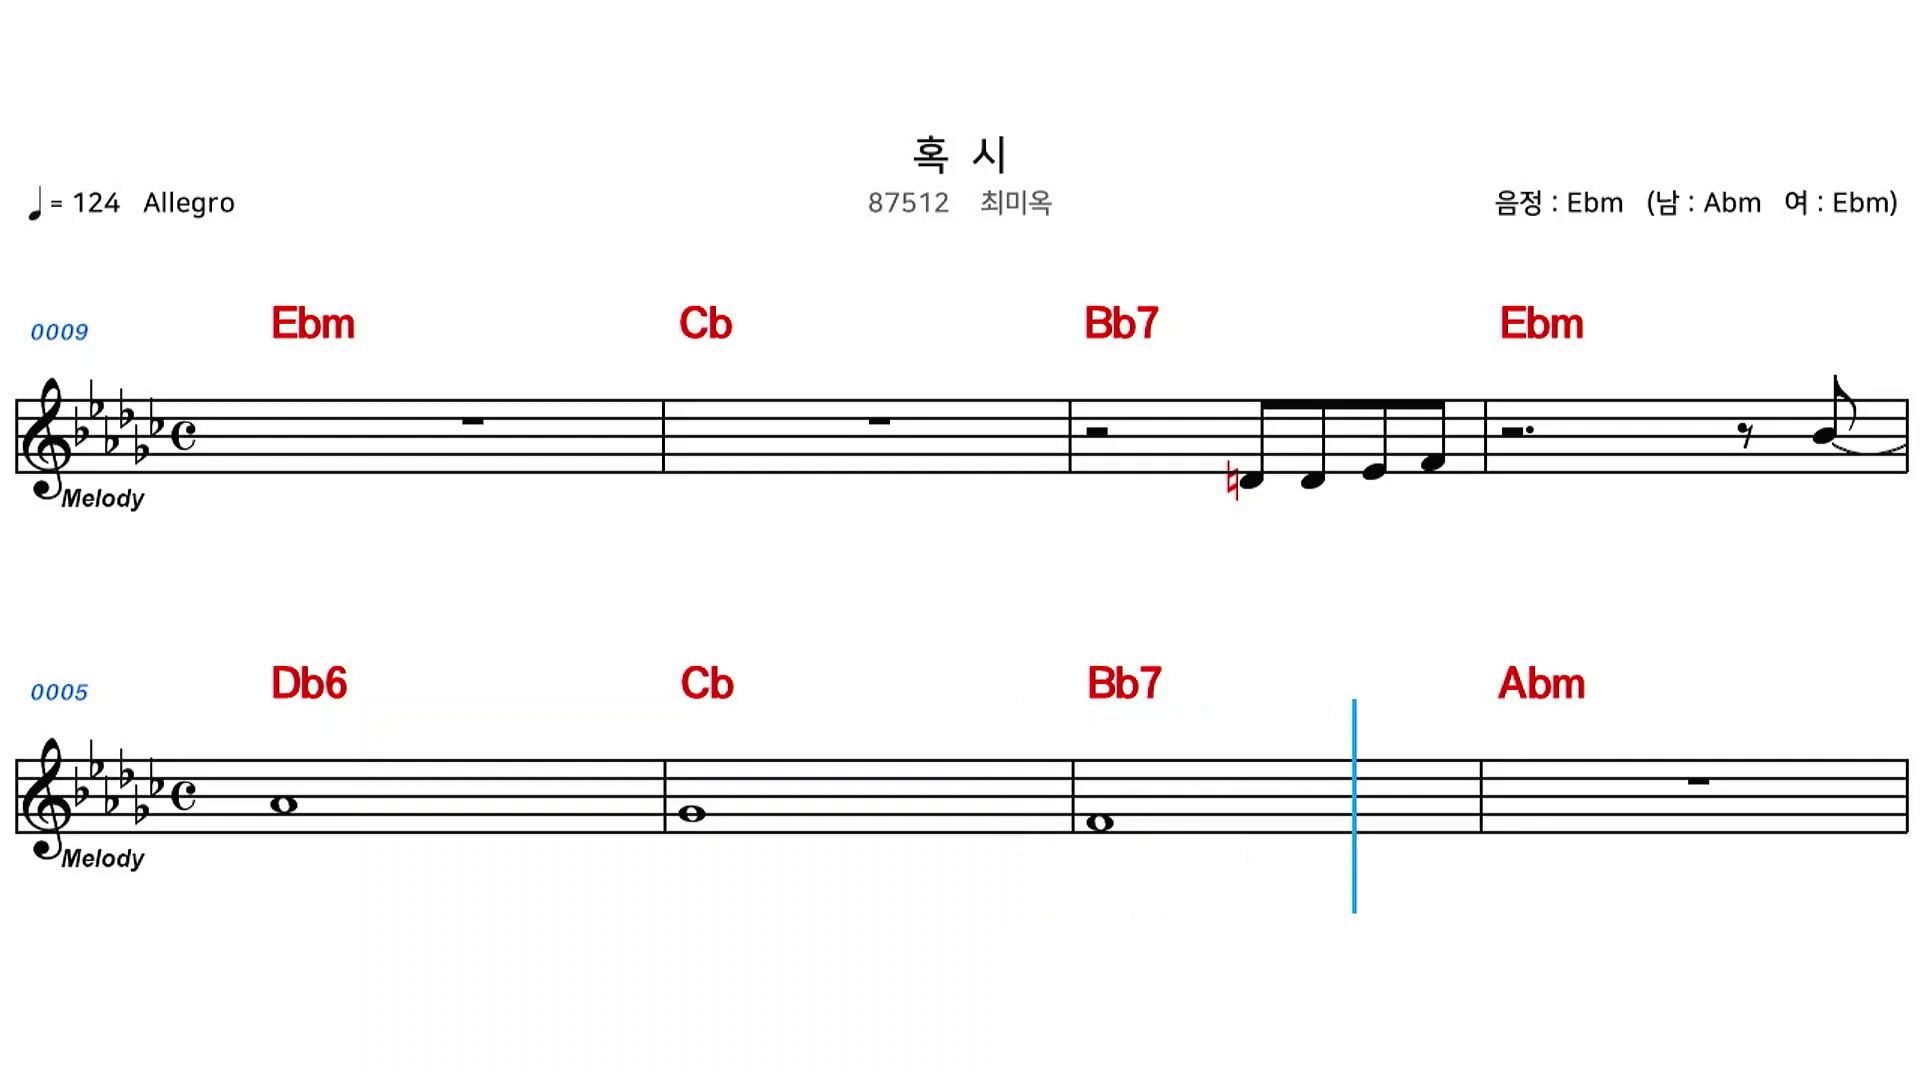 혹 시
♩= 124 Allegro
87512 최미옥
음정 : Ebm (남 : Abm 여 : Ebm)
0009 Ebm Cb Bb7 Ebm
Melody
0005 Db6 Cb Bb7 Abm
Melody